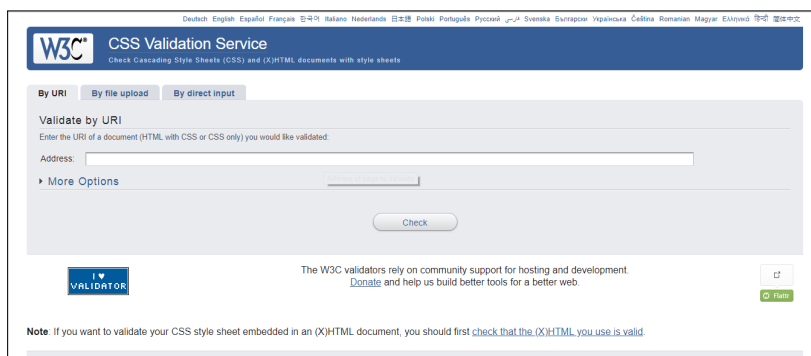 Deutsch English Español Français 한국어 Italiano Nederlands 日本語 Polski Português Русский فارسی Svenska Български Українська Čeština Romanian Magyar Ελληνικά हिन्दी 简体中文
W3C®
CSS Validation Service
Check Cascading Style Sheets (CSS) and (X)HTML documents with style sheets
By URI By file upload By direct input
Validate by URI
Enter the URI of a document (HTML with CSS or CSS only) you would like validated:
Address:
More Options
Check
I ♥
VALIDATOR
The W3C validators rely on community support for hosting and development.
Donate and help us build better tools for a better web.
Flattr
Note: If you want to validate your CSS style sheet embedded in an (X)HTML document, you should first check that the (X)HTML you use is valid.